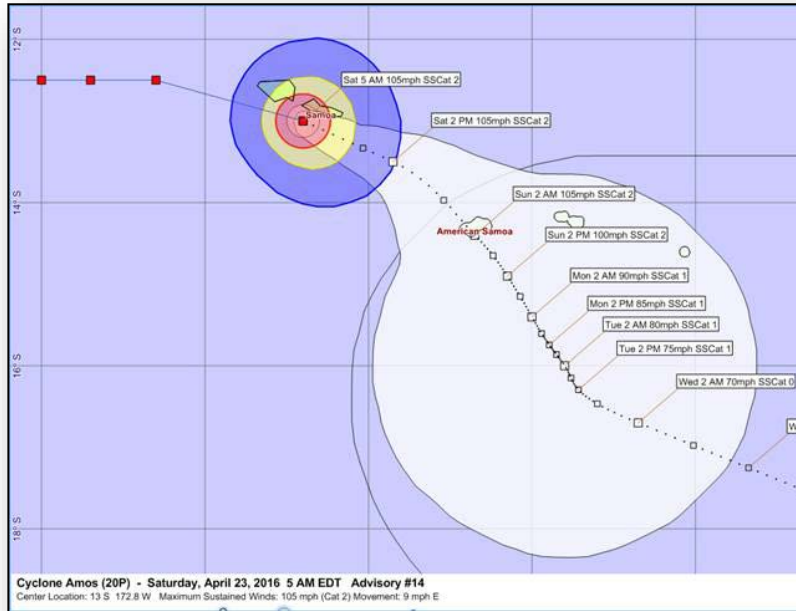 12° S
Sat 5 AM 105mph SSCat 2
Samoa
Sat 2 PM 105mph SSCat 2
14° S
Sun 2 AM 105mph SSCat 2
American Samoa
Sun 2 PM 100mph SSCat 2
Mon 2 AM 90mph SSCat 1
Mon 2 PM 85mph SSCat 1
Tue 2 AM 80mph SSCat 1
Tue 2 PM 75mph SSCat 1
16° S
Wed 2 AM 70mph SSCat 0
W
18° S
Cyclone Amos (20P) - Saturday, April 23, 2016 5 AM EDT Advisory #14
Center Location: 13 S 172.8 W Maximum Sustained Winds: 105 mph (Cat 2) Movement: 9 mph E